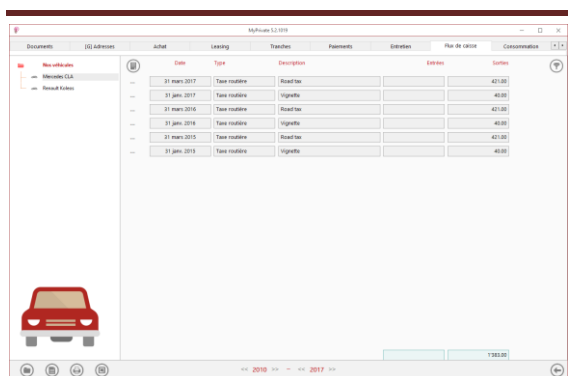 MyPrivate 5.2.1019
Documents [G] Adresses Achat Leasing Tranches Paiements Entretien Flux de caisse Consommation
Nos véhicules
Mercedes CLA
Renault Koleos
Date Type Description Entrées Sorties
31 mars 2017 Taxe routière Road tax 421.00
31 janv. 2017 Vignette 40.00
31 mars 2016 Taxe routière Road tax 421.00
31 janv. 2016 Taxe routière Vignette 40.00
31 mars 2015 Taxe routière Road tax 421.00
31 janv. 2015 Taxe routière Vignette 40.00
1'383.00
<< 2010 >> - << 2017 >>